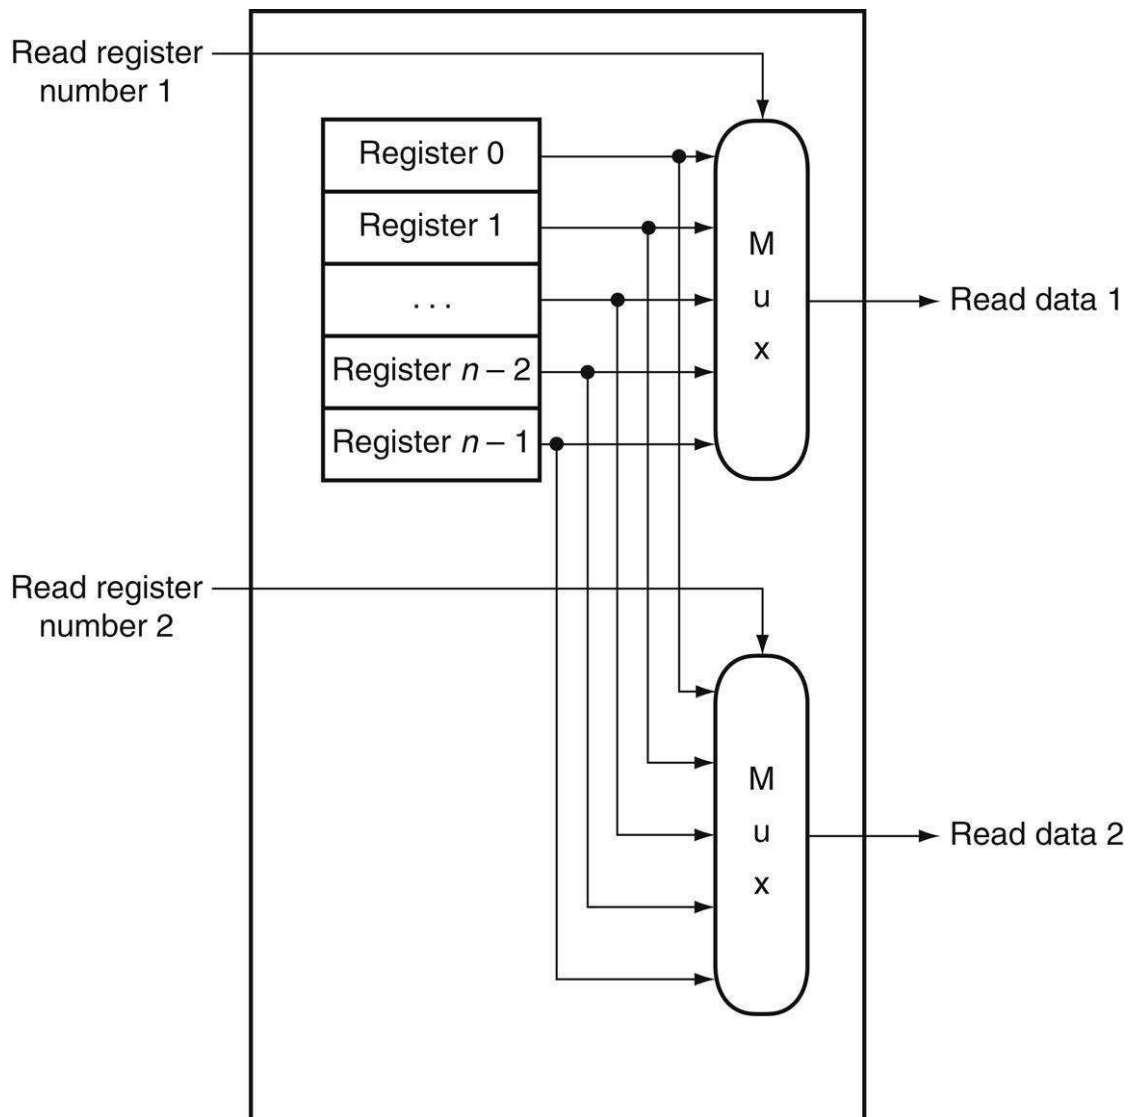 Read register
number 1
Register 0
Register 1
. . .
Register n – 2
Register n – 1
M
u
x
Read data 1
Read register
number 2
M
u
x
Read data 2